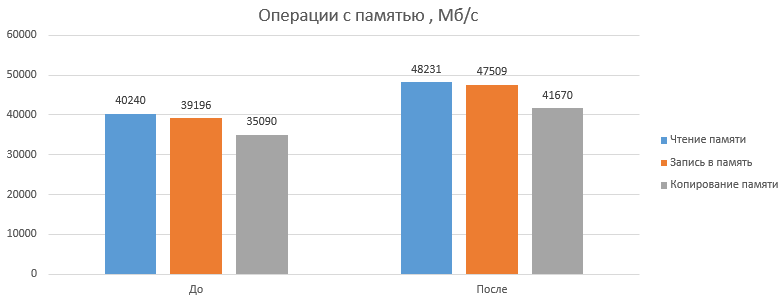 Операции с памятью , Мб/с
60000
50000
40000
30000
20000
10000
0
40240
39196
35090
48231
47509
41670
До
После
Чтение памяти
Запись в память
Копирование памяти